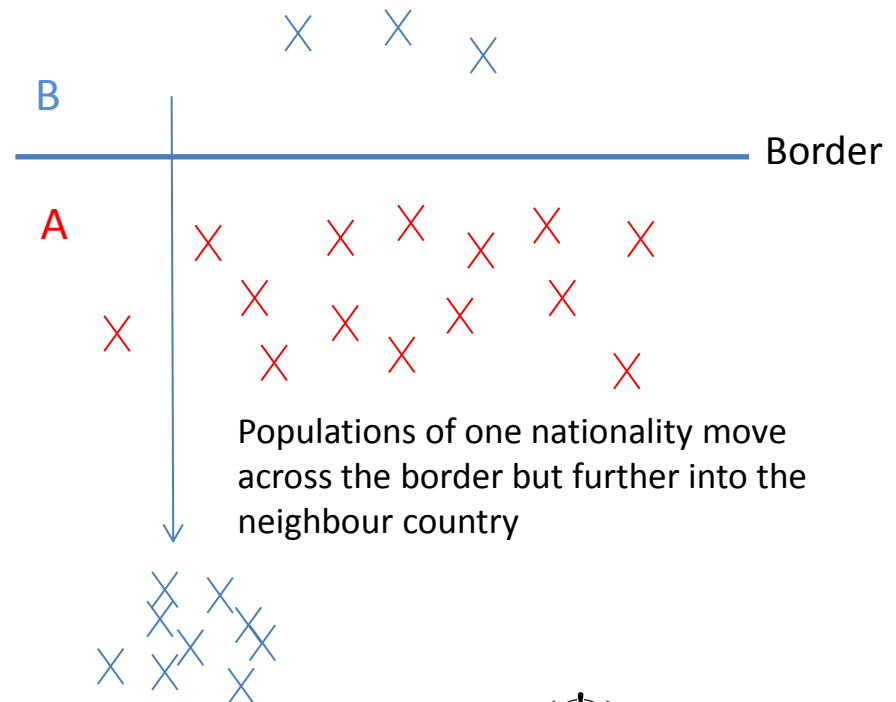 B
Border
A
Populations of one nationality move
across the border but further into the
neighbour country